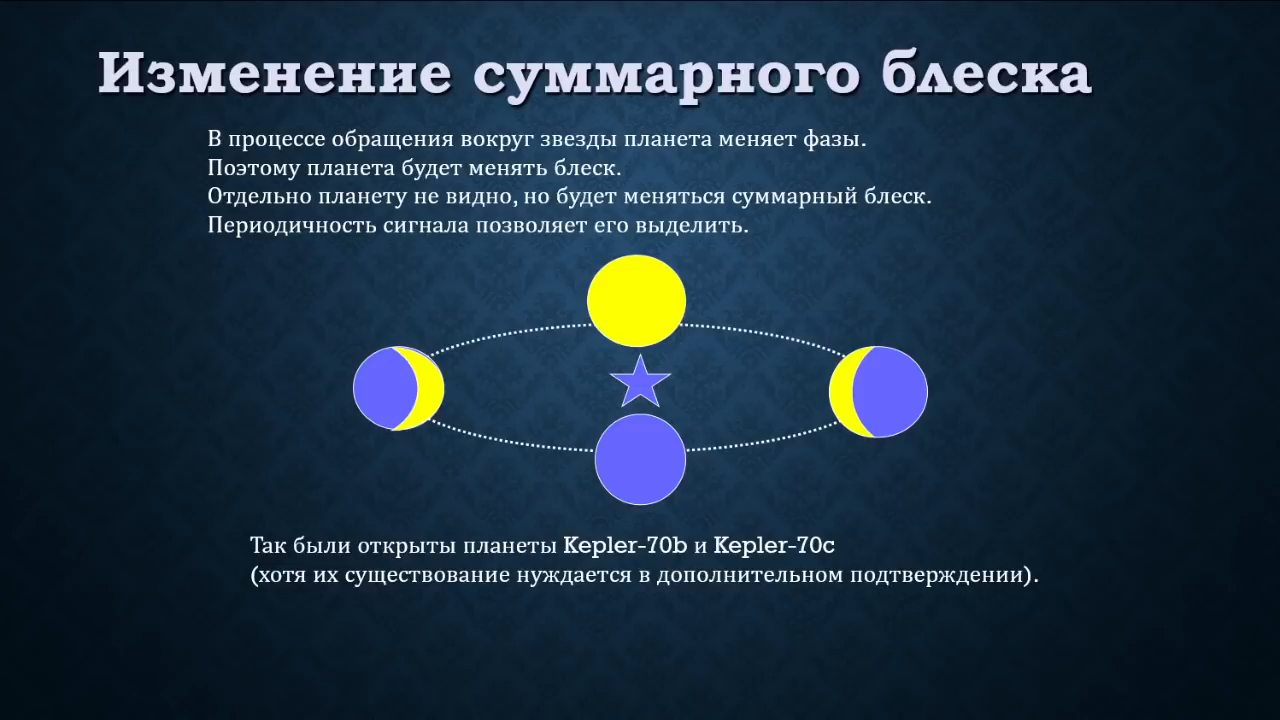 Изменение суммарного блеска
В процессе обращения вокруг звезды планета меняет фазы.
Поэтому планета будет менять блеск.
Отдельно планету не видно, но будет меняться суммарный блеск.
Периодичность сигнала позволяет его выделить.
Так были открыты планеты Kepler-70b и Kepler-70c
(хотя их существование нуждается в дополнительном подтверждении).